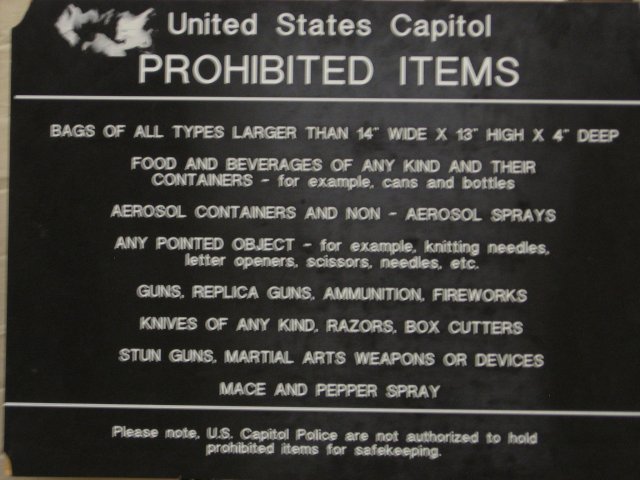 United States Capitol
PROHIBITED ITEMS
BAGS OF ALL TYPES LARGER THAN 14" WIDE X 13" HIGH X 4" DEEP
FOOD AND BEVERAGES OF ANY KIND AND THEIR
CONTAINERS - for example, cans and bottles
AEROSOL CONTAINERS AND NON - AEROSOL SPRAYS
ANY POINTED OBJECT - for example, knitting needles,
letter openers, scissors, needles, etc.
GUNS, REPLICA GUNS, AMMUNITION, FIREWORKS
KNIVES OF ANY KIND, RAZORS, BOX CUTTERS
STUN GUNS, MARTIAL ARTS WEAPONS OR DEVICES
MACE AND PEPPER SPRAY
Please note, U.S. Capitol Police are not authorized to hold
prohibited items for safekeeping.